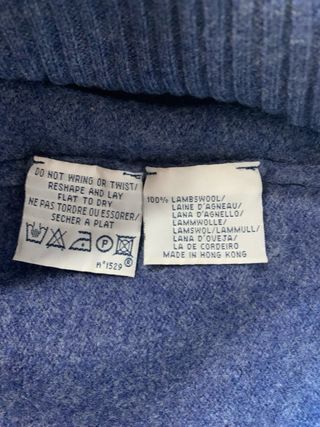 DO NOT WRING OR TWIST/
RESHAPE AND LAY
FLAT TO DRY
NE PAS TORDRE OU ESSORER/
SECHER A PLAT
P
M*1529
100% LAMBSWOOL/
LAINE D'AGNEAU/
LANA D'AGNELLO/
LAMMWOLLE/
LAMSWOL/LAMMULL/
LANA D'OVEJA/
LA DE CORDEIRO
MADE IN HONG KONG